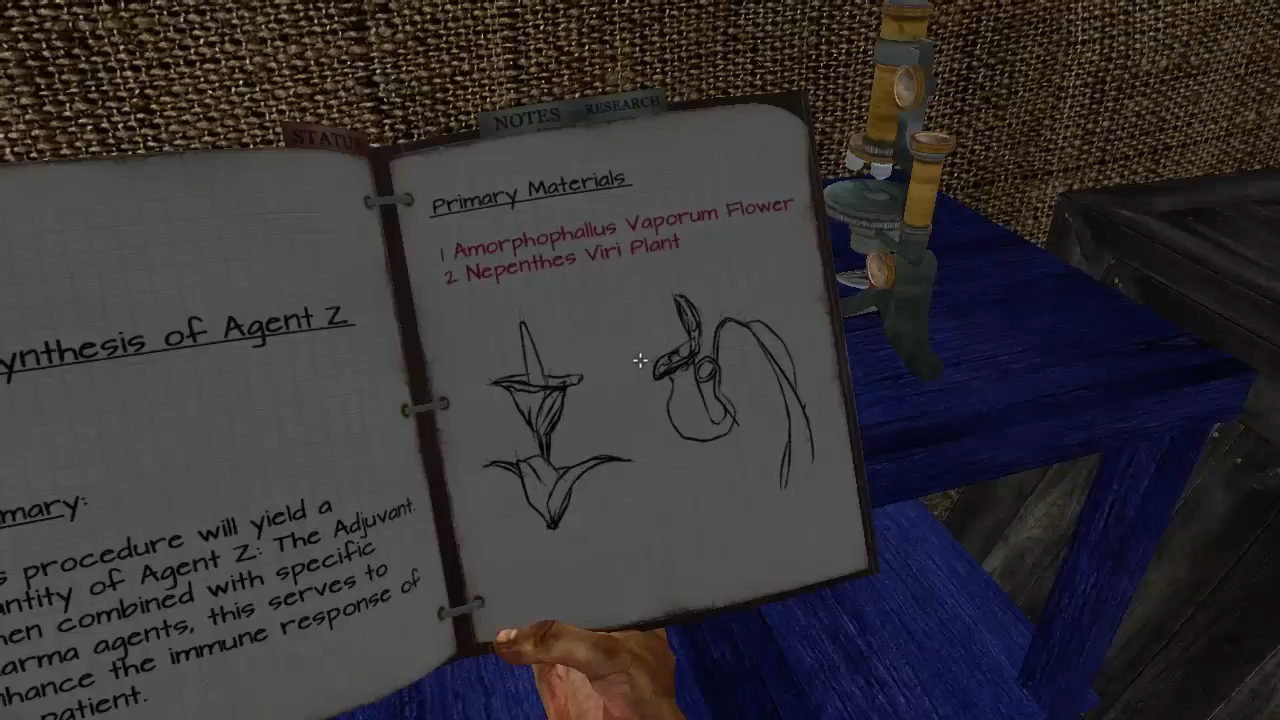 STATUS
NOTES
RESEARCH
ynthesis of Agent Z
mary:
s procedure will yield a
antity of Agent Z: The Adjuvant.
hen combined with specific
arma agents, this serves to
nhance the immune response of
patient.
Primary Materials
1 Amorphophallus Vaporum Flower
2 Nepenthes Viri Plant